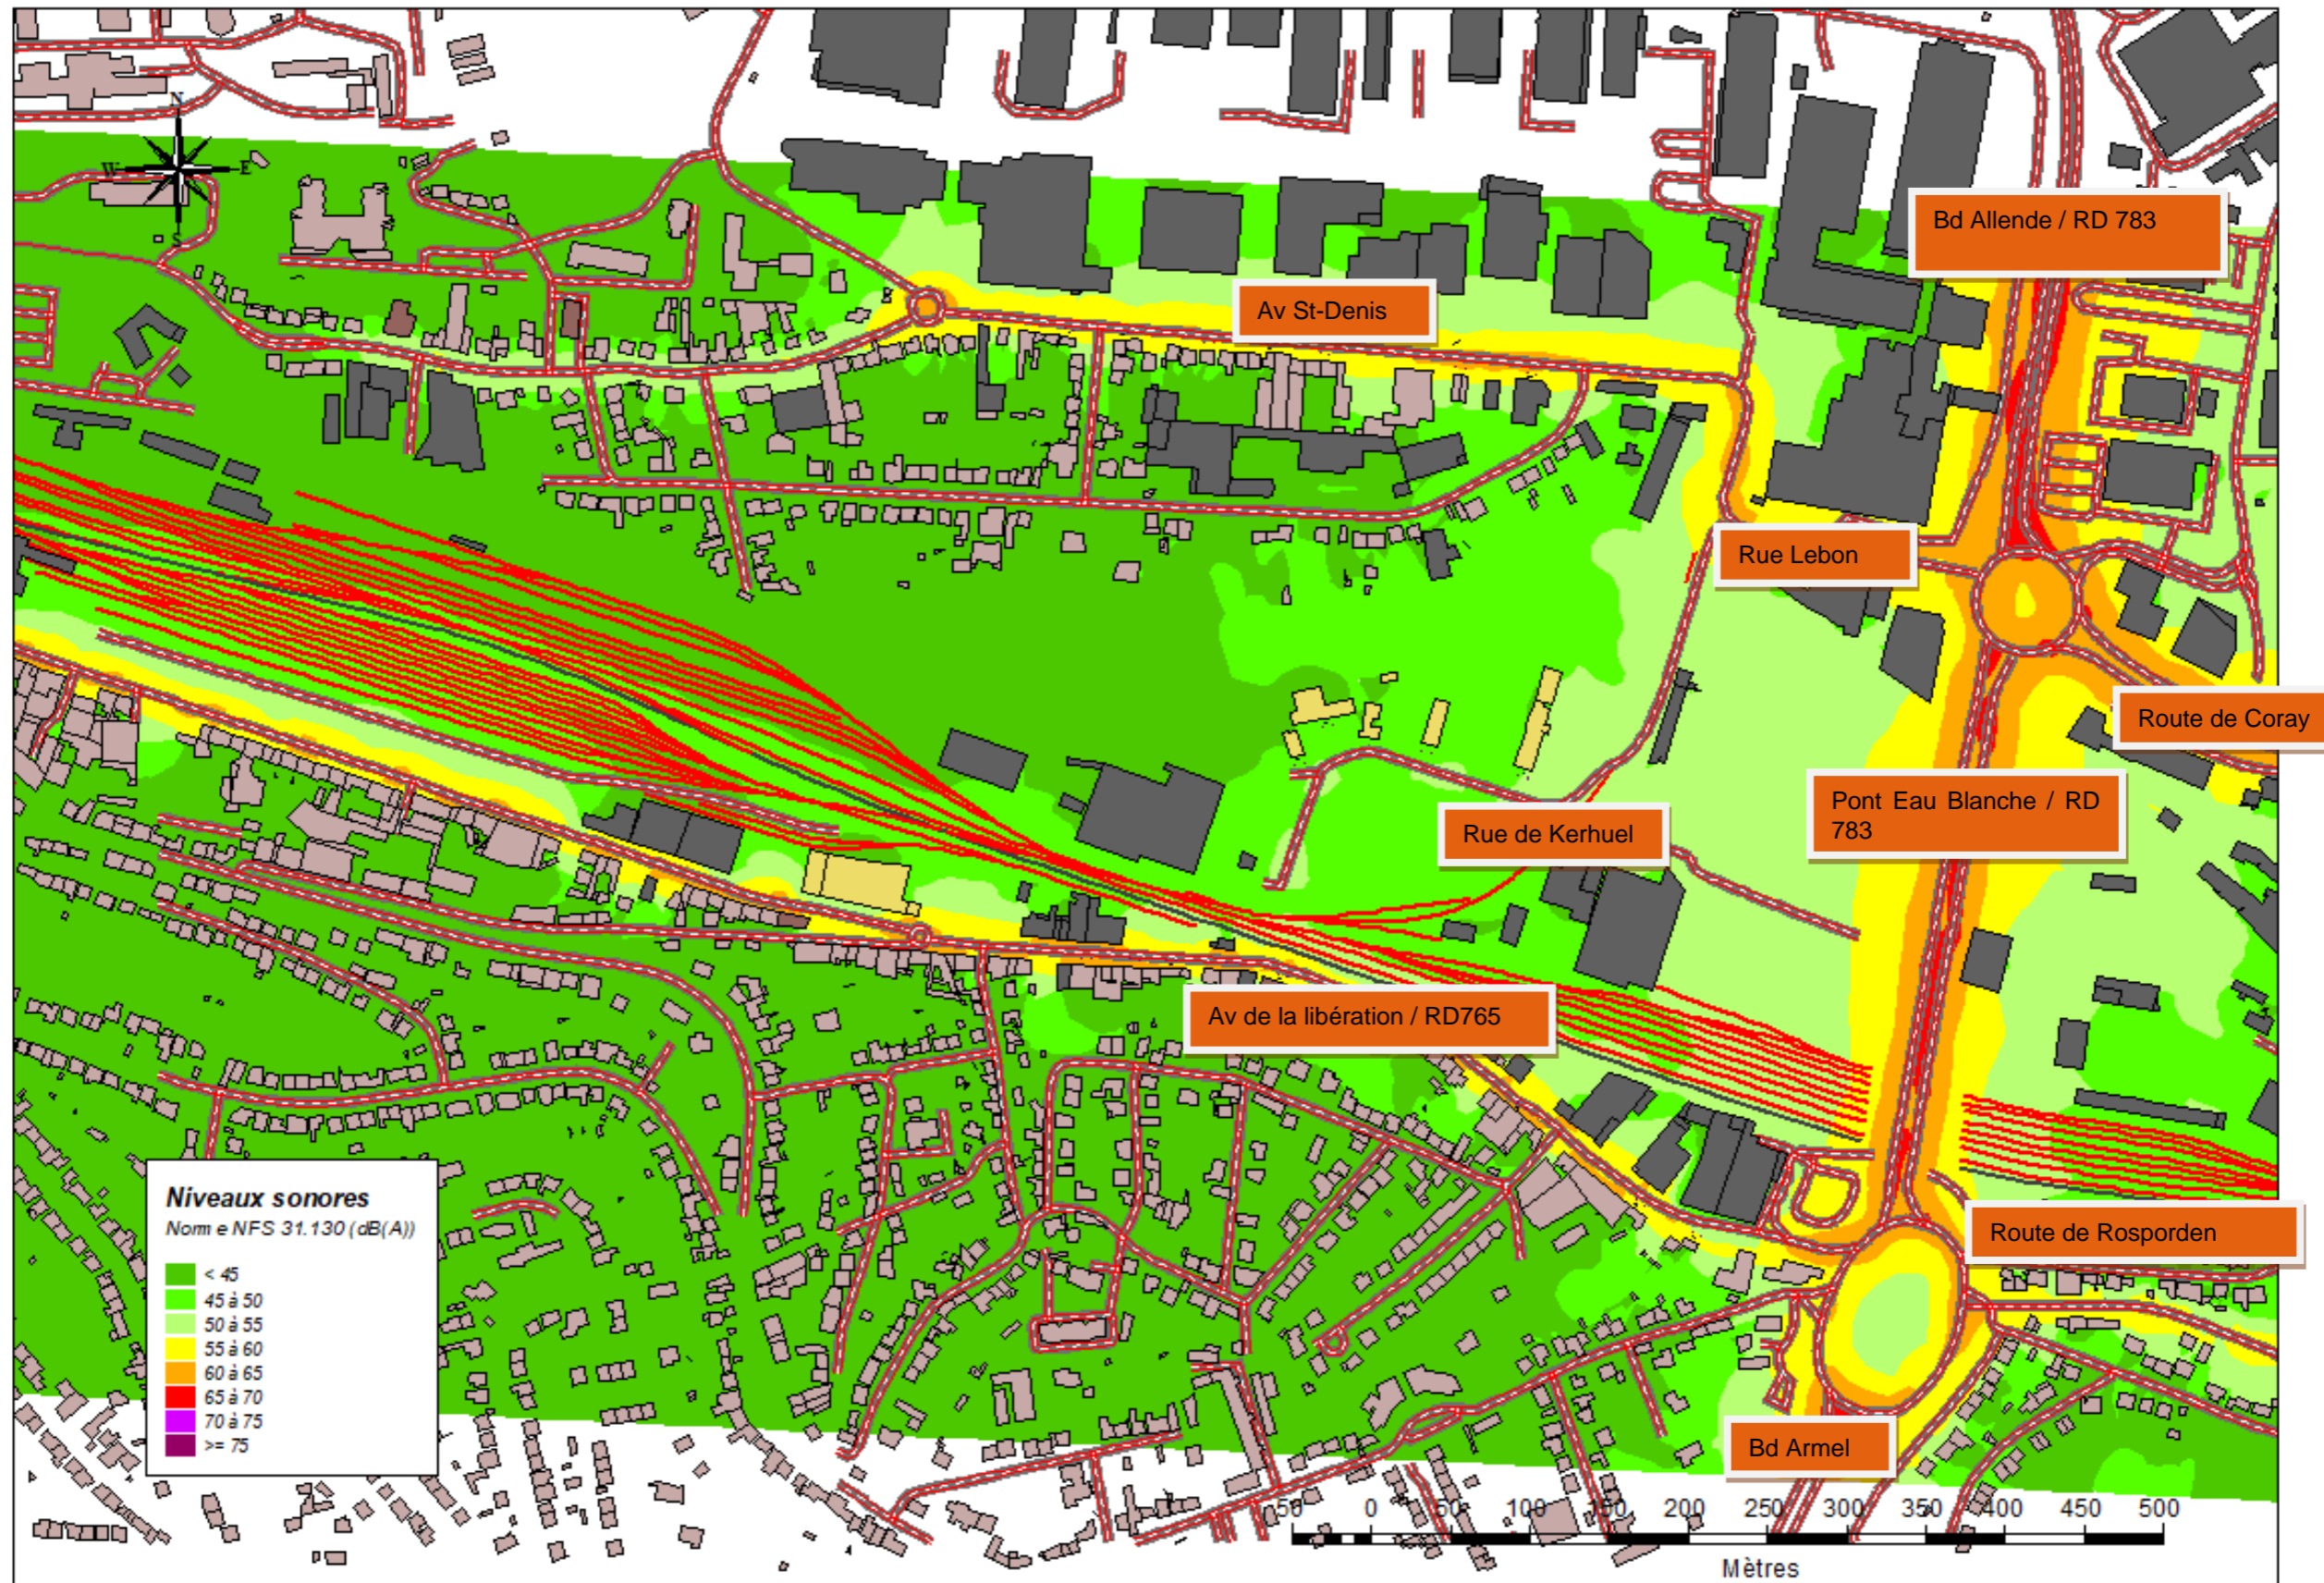 N
W E
S
Bd Allende / RD 783
Av St-Denis
Rue Lebon
Route de Coray
Pont Eau Blanche / RD
783
Rue de Kerhuel
Av de la libération / RD765
Route de Rosporden
Bd Armel
Niveaux sonores
Norme NFS 31.130 (dB(A))
< 45
45 à 50
50 à 55
55 à 60
60 à 65
65 à 70
70 à 75
>= 75
50 0 50 100 150 200 250 300 350 400 450 500
Mètres